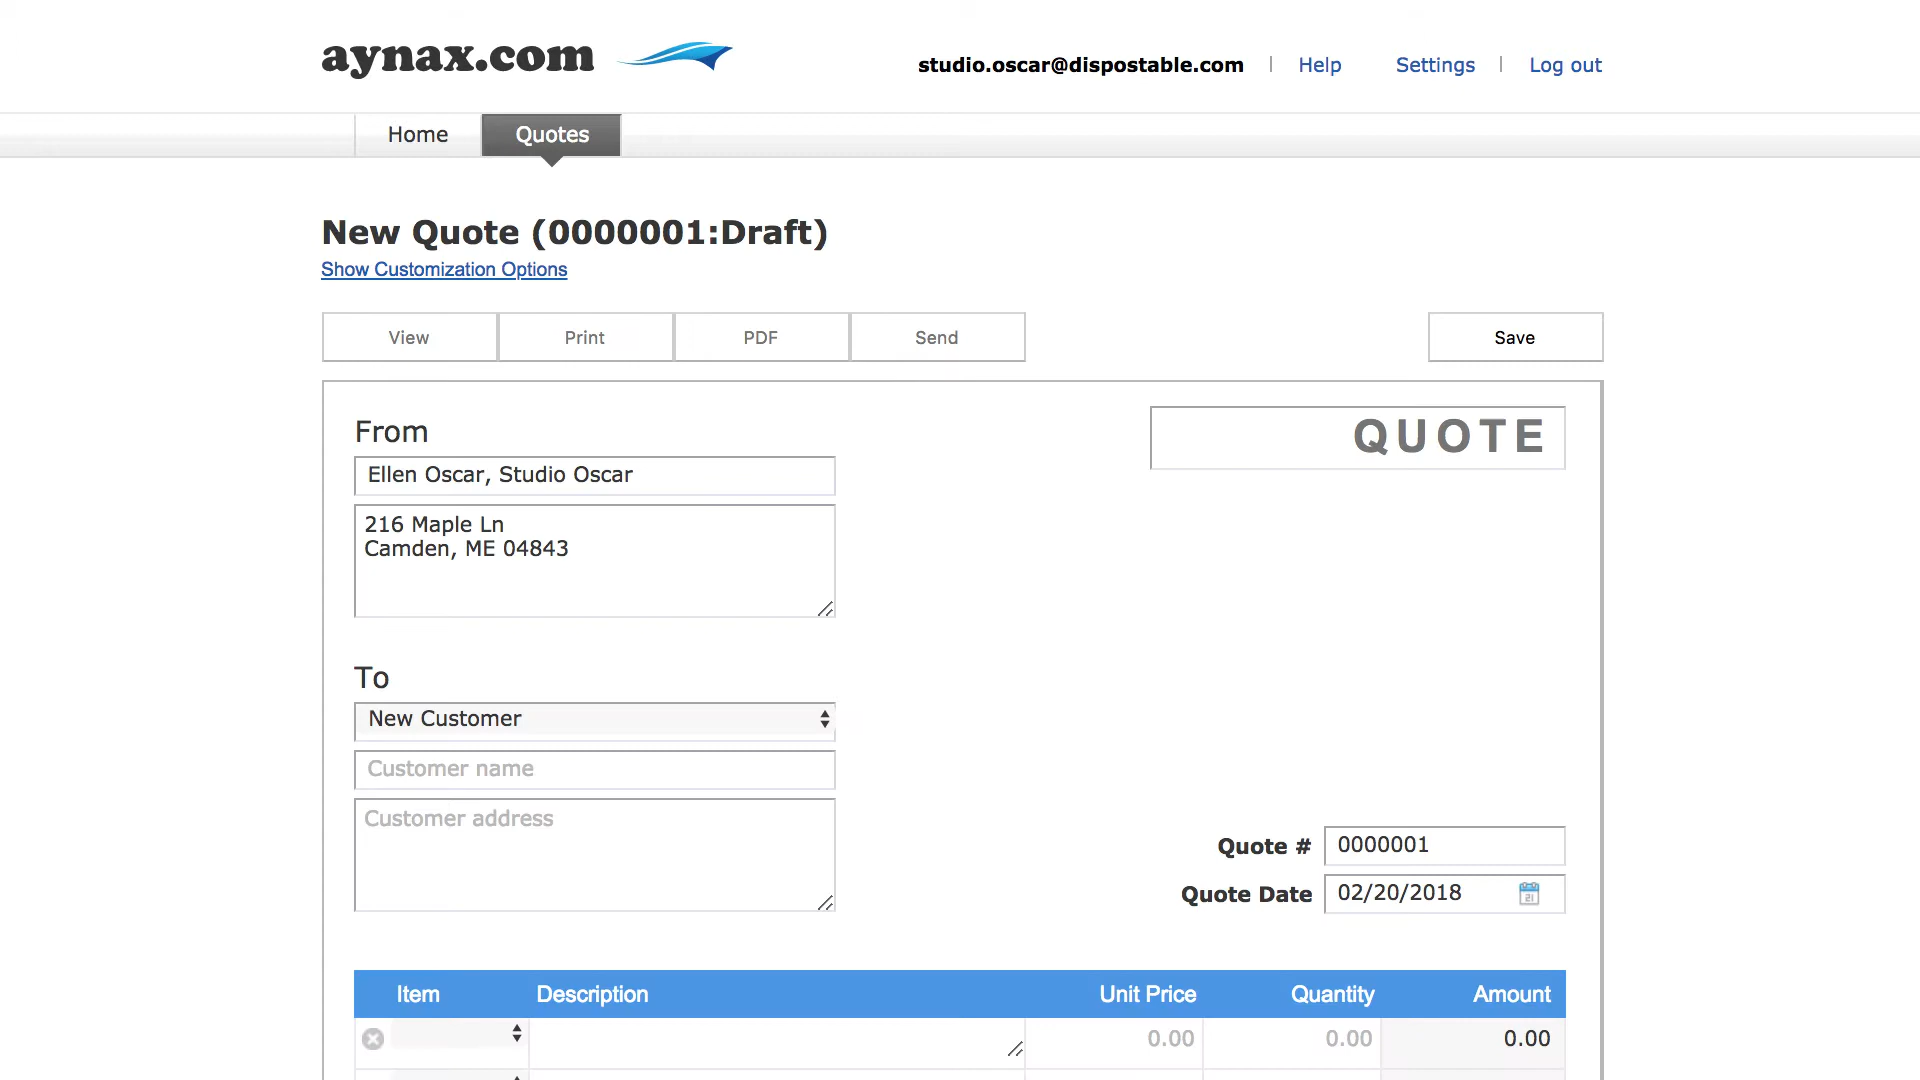 aynax.com
studio.oscar@dispostable.com | Help Settings | Log out
Home Quotes
New Quote (0000001:Draft)
Show Customization Options
View Print PDF Send Save
From
QUOTE
Ellen Oscar, Studio Oscar
216 Maple Ln
Camden, ME 04843
To
New Customer
Customer name
Customer address
Quote # 0000001
Quote Date 02/20/2018
Item Description Unit Price Quantity Amount
0.00 0.00 0.00